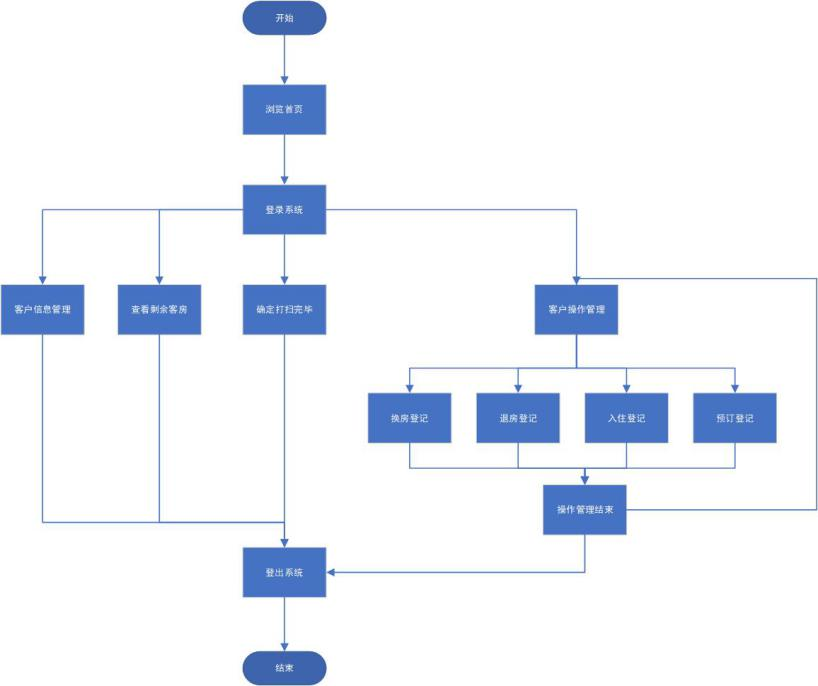 开始
浏览首页
登录系统
客户信息管理
查看剩余客房
确定打扫完毕
客户操作管理
换房登记
退房登记
入住登记
预订登记
操作管理结束
登出系统
结束